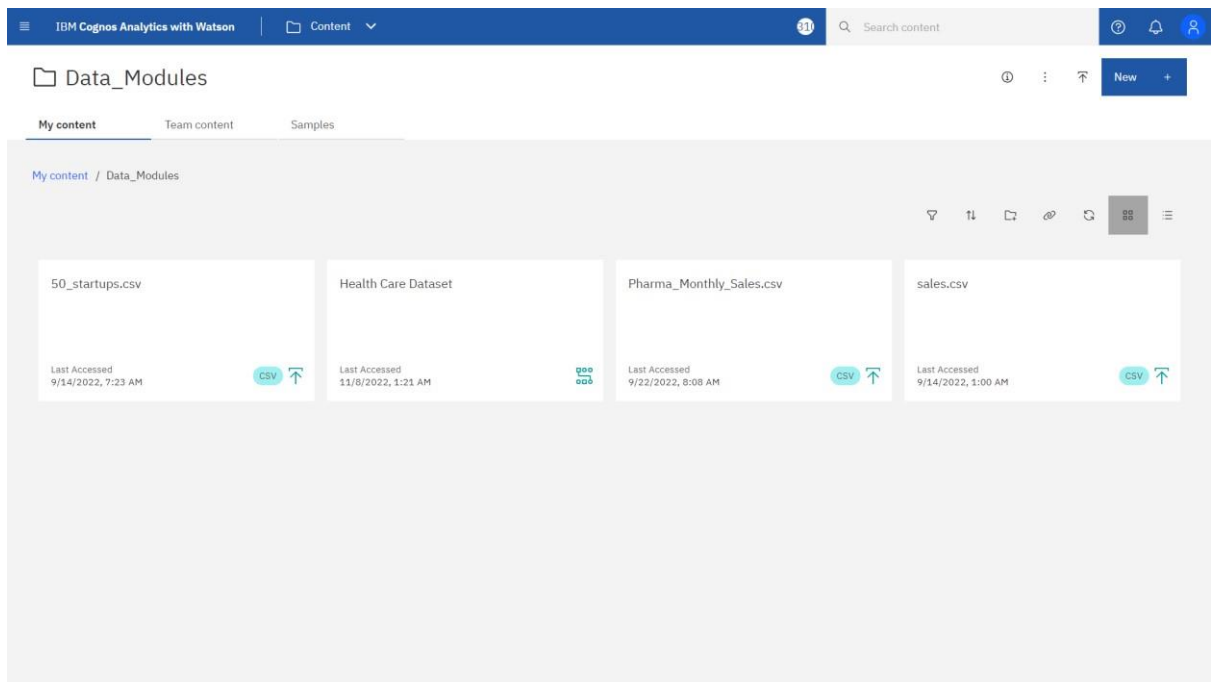 IBM Cognos Analytics with Watson
Content
Search content
Data_Modules
New +
My content
Team content
Samples
My content / Data_Modules
50_startups.csv
Last Accessed
9/14/2022, 7:23 AM
CSV
Health Care Dataset
Last Accessed
11/8/2022, 1:21 AM
Pharma_Monthly_Sales.csv
Last Accessed
9/22/2022, 8:08 AM
CSV
sales.csv
Last Accessed
9/14/2022, 1:00 AM
CSV